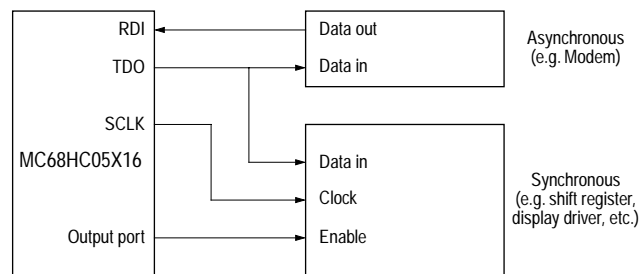 RDI
TDO
SCLK
MC68HC05X16
Output port
Data out
Data in
Asynchronous
(e.g. Modem)
Data in
Clock
Enable
Synchronous
(e.g. shift register,
display driver, etc.)